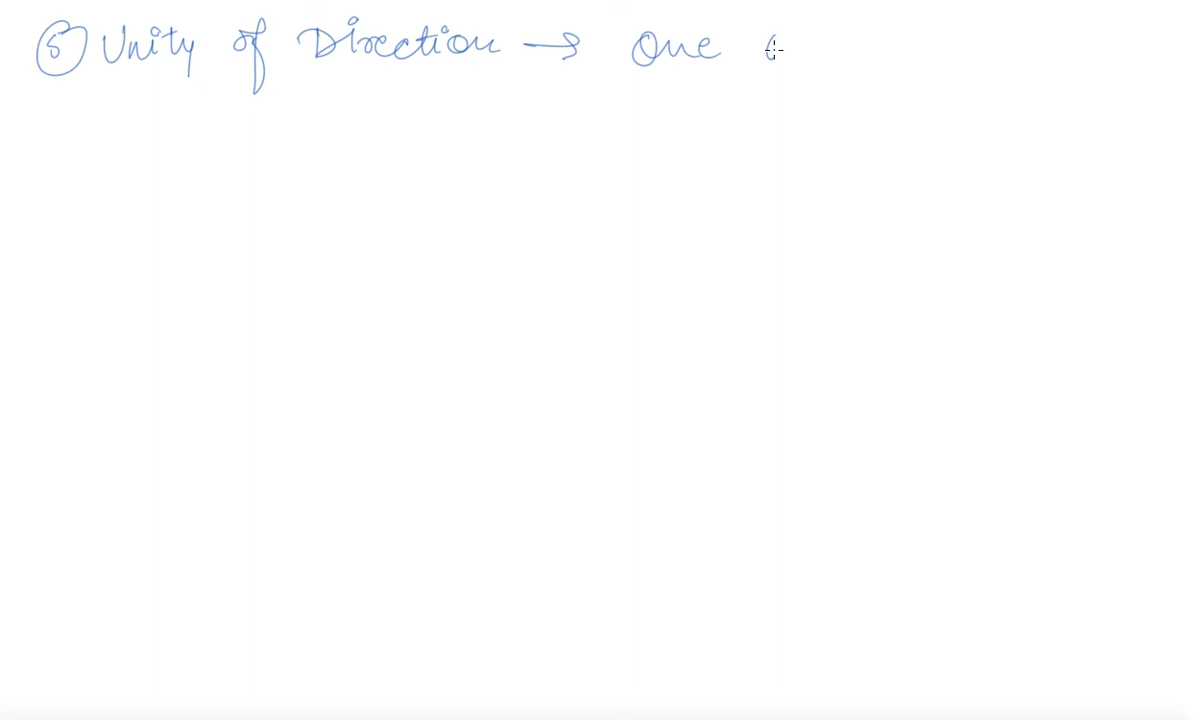 ⑤ Unity of Direction → One